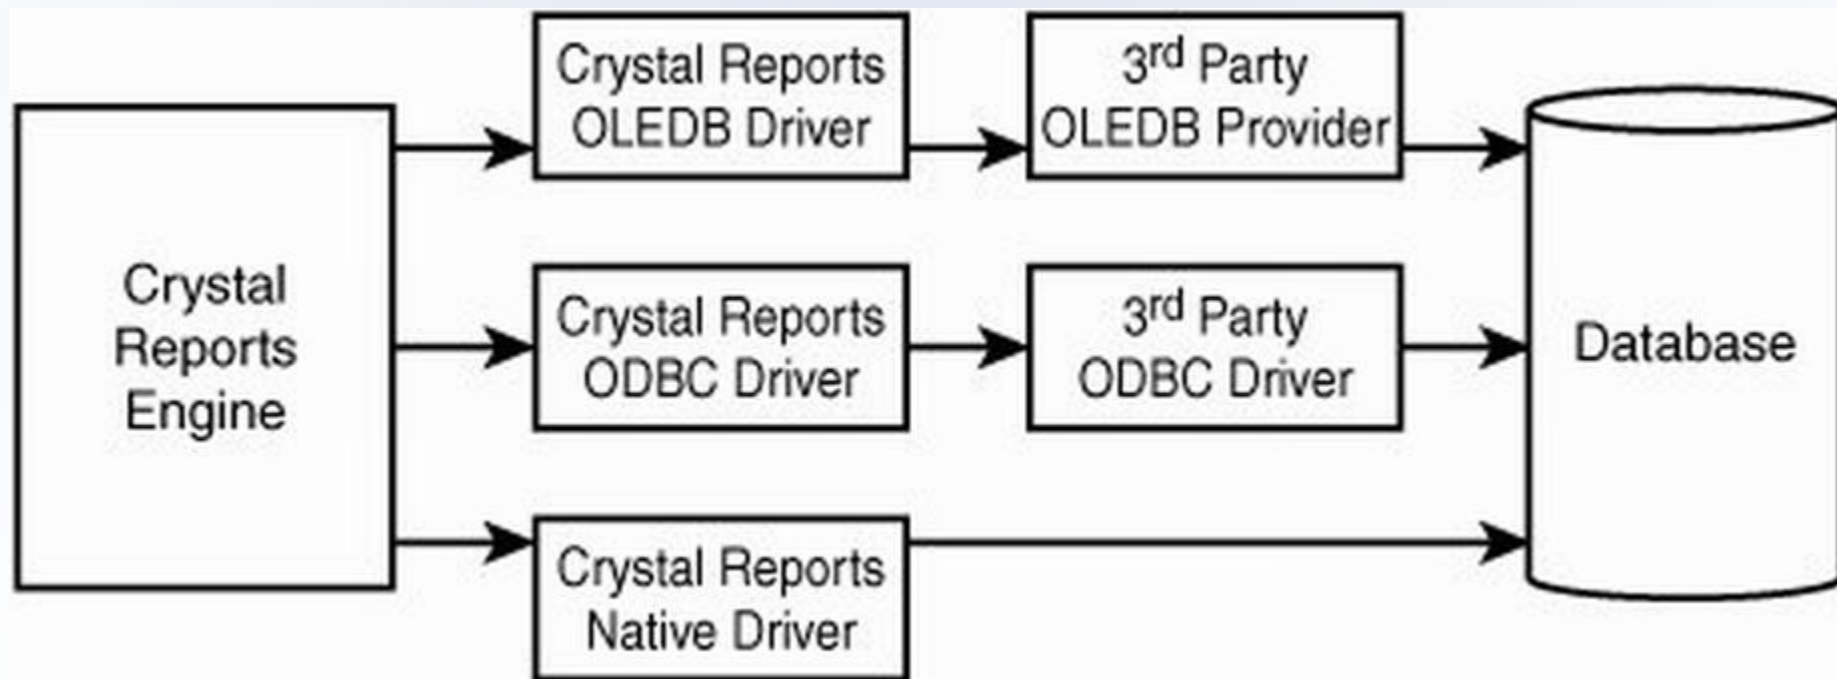 Crystal
Reports
Engine
Crystal Reports
OLEDB Driver
3rd Party
OLEDB Provider
Crystal Reports
ODBC Driver
3rd Party
ODBC Driver
Crystal Reports
Native Driver
Database